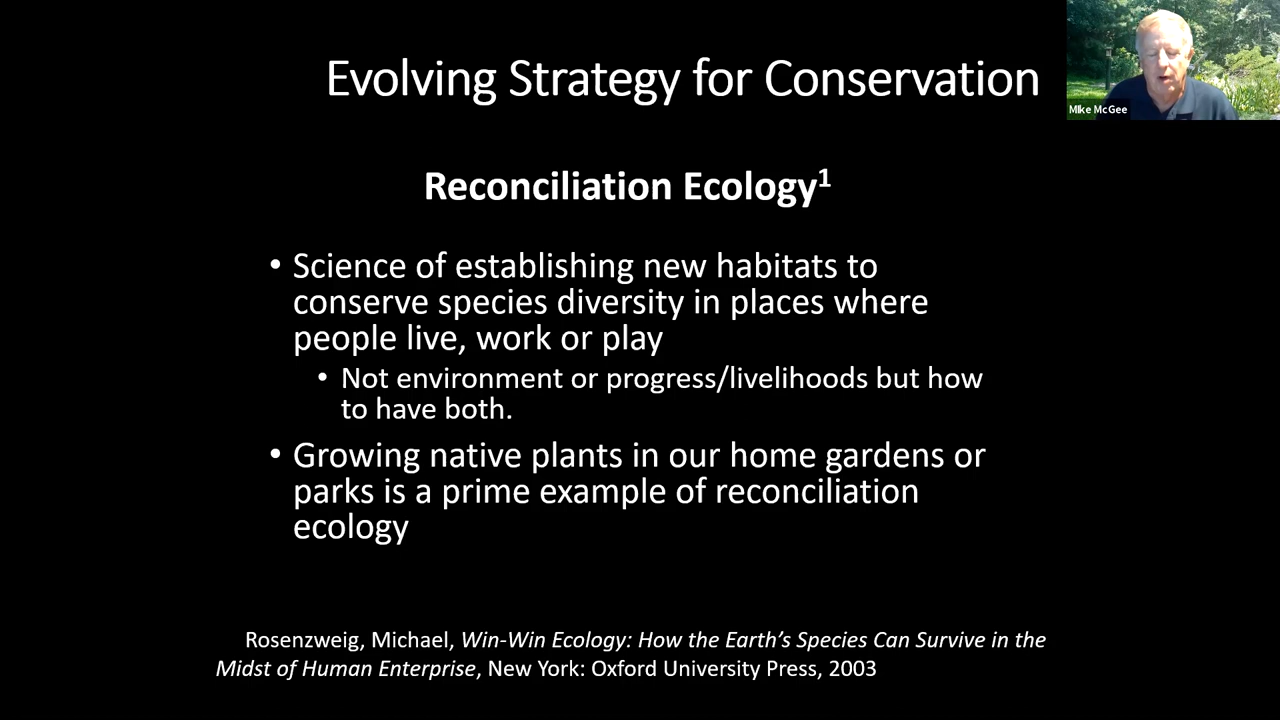 Evolving Strategy for Conservation
MIke McGee
Reconciliation Ecology¹
• Science of establishing new habitats to
conserve species diversity in places where
people live, work or play
• Not environment or progress/livelihoods but how
to have both.
• Growing native plants in our home gardens or
parks is a prime example of reconciliation
ecology
Rosenzweig, Michael, Win-Win Ecology: How the Earth’s Species Can Survive in the
Midst of Human Enterprise, New York: Oxford University Press, 2003